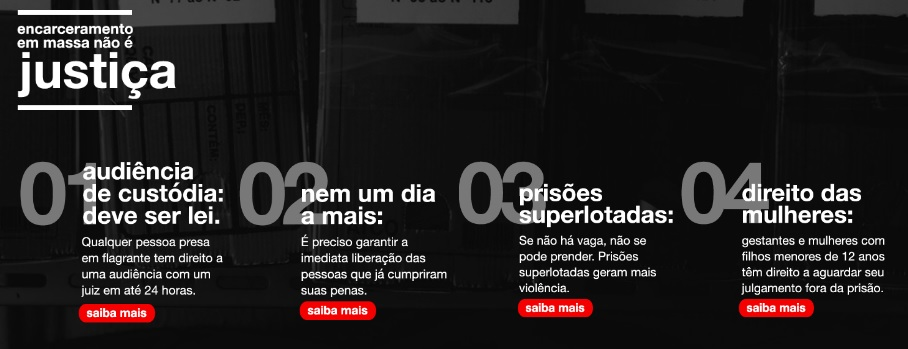 encarceramento
em massa não é
justiça
01
audiência
de custódia:
deve ser lei.
Qualquer pessoa presa
em flagrante tem direito a
uma audiência com um
juiz em até 24 horas.
saiba mais
02
nem um dia
a mais:
É preciso garantir a
imediata liberação das
pessoas que já cumpriram
suas penas.
saiba mais
03
prisões
superlotadas:
Se não há vaga, não se
pode prender. Prisões
superlotadas geram mais
violência.
saiba mais
04
direito das
mulheres:
gestantes e mulheres com
filhos menores de 12 anos
têm direito a aguardar seu
julgamento fora da prisão.
saiba mais